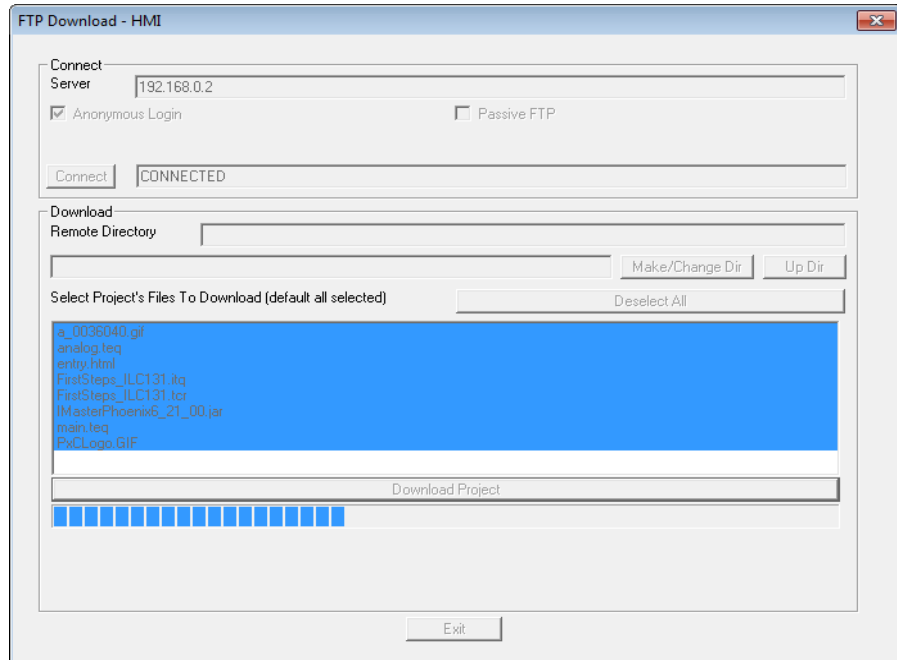 FTP Download - HMI
Connect
Server 192.168.0.2
Anonymous Login Passive FTP
Connect CONNECTED
Download
Remote Directory
Make/Change Dir Up Dir
Select Project's Files To Download (default all selected) Deselect All
a_0036040.gif
analog.teq
entry.html
FirstSteps_ILC131.itq
FirstSteps_ILC131.tcr
IMasterPhoenix6_21_00.jar
main.teq
PxCLogo.GIF
Download Project
Exit